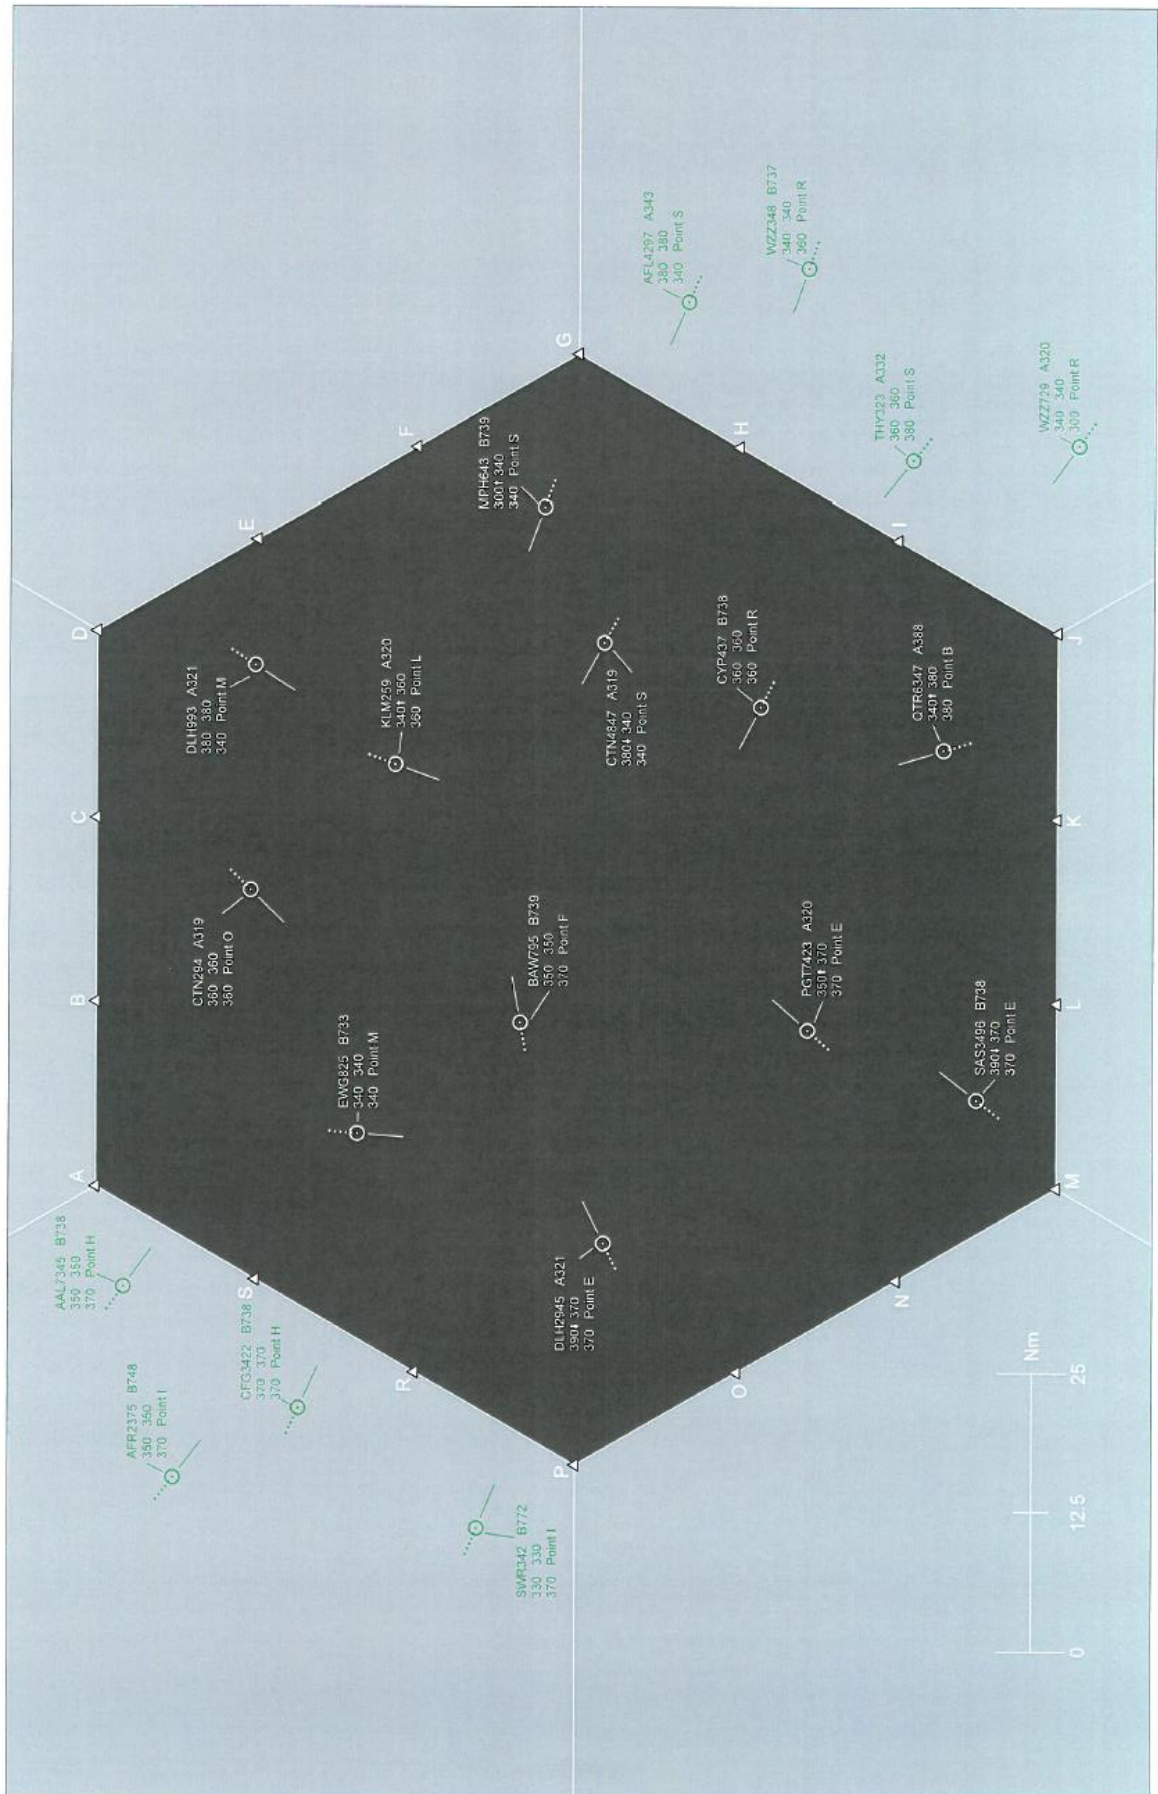 AAL7345 B738
350 350
370 Point H
AFR2375 B748
350 350
370 Point I
CFG3422 B738
370 370
370 Point H
SWR342 B772
330 330
370 Point I
A
B
C
D
E
F
G
H
I
J
K
L
M
N
O
P
R
S
DLH993 A321
380 380
340 Point M
CTN294 A319
360 360
360 Point O
KLM259 A320
340↑ 360
360 Point L
EWG825 B733
340 340
340 Point M
MPH643 B739
300↑ 340
340 Point S
BAW795 B739
350 350
370 Point F
DLH2945 A321
390↓ 370
370 Point E
CTN4847 A319
380↓ 340
340 Point S
CYP437 B738
360 360
360 Point R
PGT7423 A320
350↑ 370
370 Point E
QTR6347 A388
340↑ 380
380 Point B
SAS3496 B738
390↓ 370
370 Point E
AFL4297 A343
380 380
340 Point S
WZZ348 B737
340 340
360 Point R
THY323 A332
360 360
380 Point S
WZZ729 A320
340 340
Point R
Nm
0 12.5 25